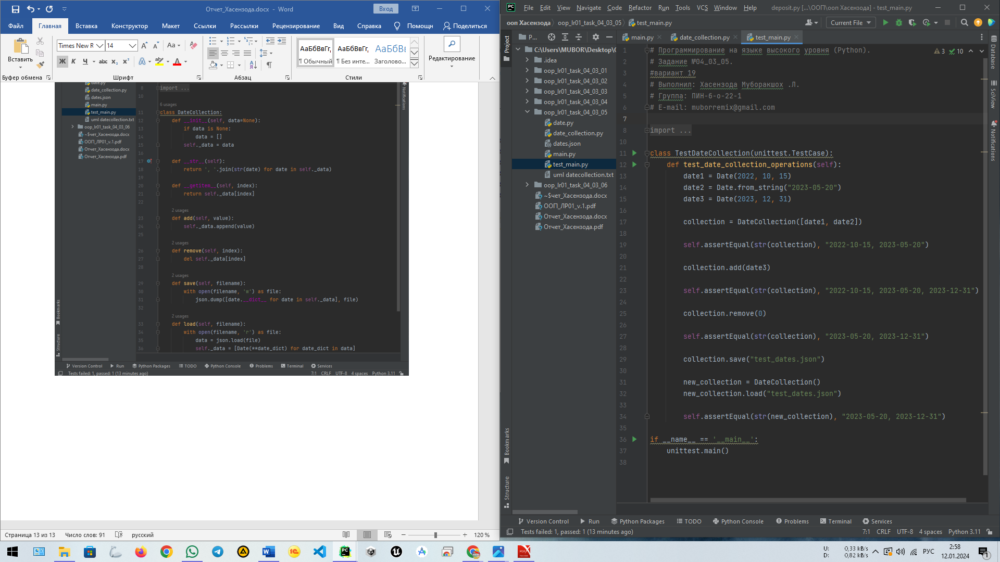 Отчет_Хасензода.docx - Word
Вход
Файл Главная Вставка Конструктор Макет Ссылки Рассылки Рецензирование Вид Справка Помощн Поделиться
Вставить
Times New R 14
Aa
Ж К Ч abc x₂ x²
АаБбВвГг, АаБбВвГг, АаБбВ
¶ Обычный ¶ Без инте... Заголово...
Редактирование
Буфер обмена Шрифт Абзац Стили
date.py
date_collection.py
dates.json
main.py
test_main.py
uml datecollection.txt
oop_lr01_task_04_03_06
~$чет_Хасензода.docx
ООП_ЛР01_v.1.pdf
Отчет_Хасензода.docx
Отчет_Хасензода.pdf
8 import ...
10
6 usages
11 class DateCollection:
12 def __init__(self, data=None):
13 if data is None:
14 data = []
15 self._data = data
16
17 def __str__(self):
18 return ', '.join(str(date) for date in self._data)
19
20 def __getitem__(self, index):
21 return self._data[index]
22
2 usages
23 def add(self, value):
24 self._data.append(value)
25
2 usages
26 def remove(self, index):
27 del self._data[index]
28
2 usages
29 def save(self, filename):
30 with open(filename, 'w') as file:
31 json.dump([date.__dict__ for date in self._data], file)
32
2 usages
33 def load(self, filename):
34 with open(filename, 'r') as file:
35 data = json.load(file)
36 self._data = [Date(**date_dict) for date_dict in data]
Notifications
Bookmarks
Structure
Version Control Run Python Packages TODO Python Console Problems Terminal Services
Tests failed: 1, passed: 1 (13 minutes ago) 7:1 CRLF UTF-8 4 spaces Python 3.11
Страница 13 из 13 Число слов: 91 русский 120 %
PC File Edit View Navigate Code Refactor Run Tools VCS Window Help deposit.py [...\ООП\ооп Хасензода] - test_main.py
ооп Хасензода oop_lr01_task_04_03_05 test_main.py Current File
Project
P...
main.py date_collection.py test_main.py
C:\Users\MUBOR\Desktop\
.idea
oop_lr01_task_04_03_01
oop_lr01_task_04_03_02
oop_lr01_task_04_03_03
oop_lr01_task_04_03_04
oop_lr01_task_04_03_05
date.py
date_collection.py
dates.json
main.py
test_main.py
uml datecollection.txt
oop_lr01_task_04_03_06
~$чет_Хасензода.docx
ООП_ЛР01_v.1.pdf
Отчет_Хасензода.docx
Отчет_Хасензода.pdf
3 10
1 # Программирование на языке высокого уровня (Python).
2 # Задание №04_03_05.
3 #вариант 19
4 # Выполнил: Хасензода Муборакшох .Л.
5 # Группа: ПИН-б-о-22-1
6 # E-mail: muborremix@gmail.com
7
8 import ...
10
11 class TestDateCollection(unittest.TestCase):
12 def test_date_collection_operations(self):
13 date1 = Date(2022, 10, 15)
14 date2 = Date.from_string("2023-05-20")
15 date3 = Date(2023, 12, 31)
16
17 collection = DateCollection([date1, date2])
18
19 self.assertEqual(str(collection), "2022-10-15, 2023-05-20")
20
21 collection.add(date3)
22
23 self.assertEqual(str(collection), "2022-10-15, 2023-05-20, 2023-12-31")
24
25 collection.remove(0)
26
27 self.assertEqual(str(collection), "2023-05-20, 2023-12-31")
28
29 collection.save("test_dates.json")
30
31 new_collection = DateCollection()
32 new_collection.load("test_dates.json")
33
34 self.assertEqual(str(new_collection), "2023-05-20, 2023-12-31")
35
36 if __name__ == '__main__':
37 unittest.main()
38
Database
SciView
Notifications
Bookmarks
Structure
Version Control Run Python Packages TODO Python Console Problems Terminal Services
Tests failed: 1, passed: 1 (13 minutes ago) 7:1 CRLF UTF-8 4 spaces Python 3.11
U: 0,33 kB/s
D: 0,82 kB/s
РУС
2:58
12.01.2024
1